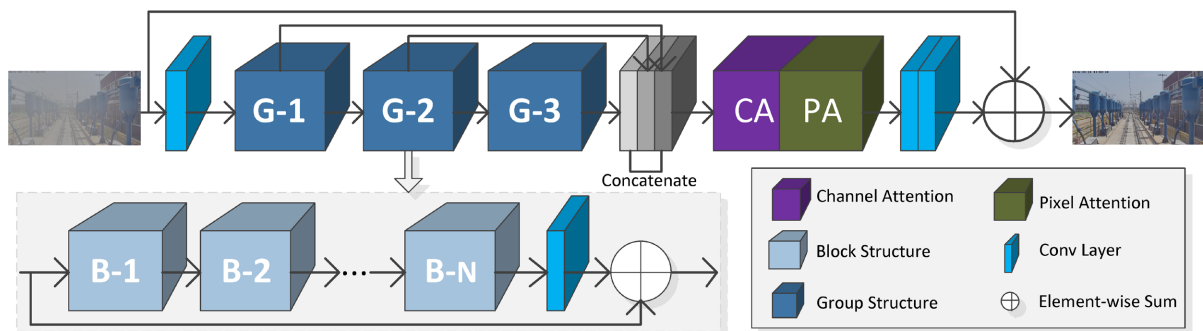 G-1
G-2
G-3
CA
PA
Concatenate
B-1
B-2
...
B-N
Channel Attention
Pixel Attention
Block Structure
Conv Layer
Group Structure
Element-wise Sum